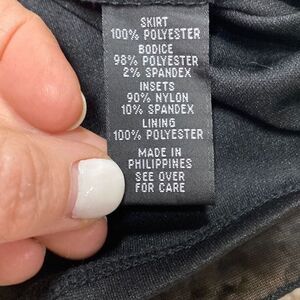 SKIRT
100% POLYESTER
BODICE
98% POLYESTER
2% SPANDEX
INSETS
90% NYLON
10% SPANDEX
LINING
100% POLYESTER
MADE IN
PHILIPPINES
SEE OVER
FOR CARE